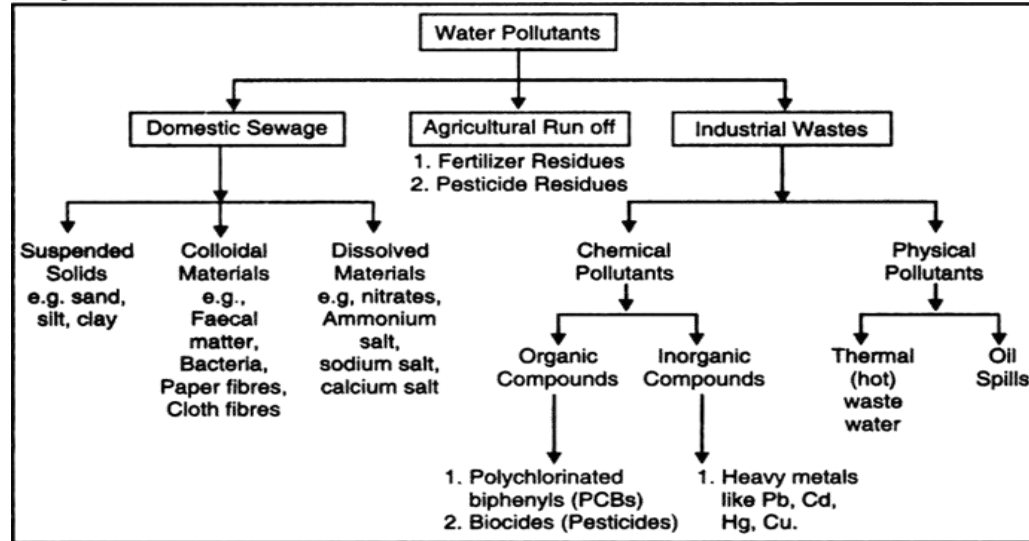 Water Pollutants
Domestic Sewage
Agricultural Run off
Industrial Wastes
1. Fertilizer Residues
2. Pesticide Residues
Suspended
Solids
e.g. sand,
silt, clay
Colloidal
Materials
e.g.,
Faecal
matter,
Bacteria,
Paper fibres,
Cloth fibres
Dissolved
Materials
e.g, nitrates,
Ammonium
salt,
sodium salt,
calcium salt
Chemical
Pollutants
Physical
Pollutants
Organic
Compounds
Inorganic
Compounds
Thermal
(hot)
waste
water
Oil
Spills
1. Polychlorinated
biphenyls (PCBs)
2. Biocides (Pesticides)
1. Heavy metals
like Pb, Cd,
Hg, Cu.